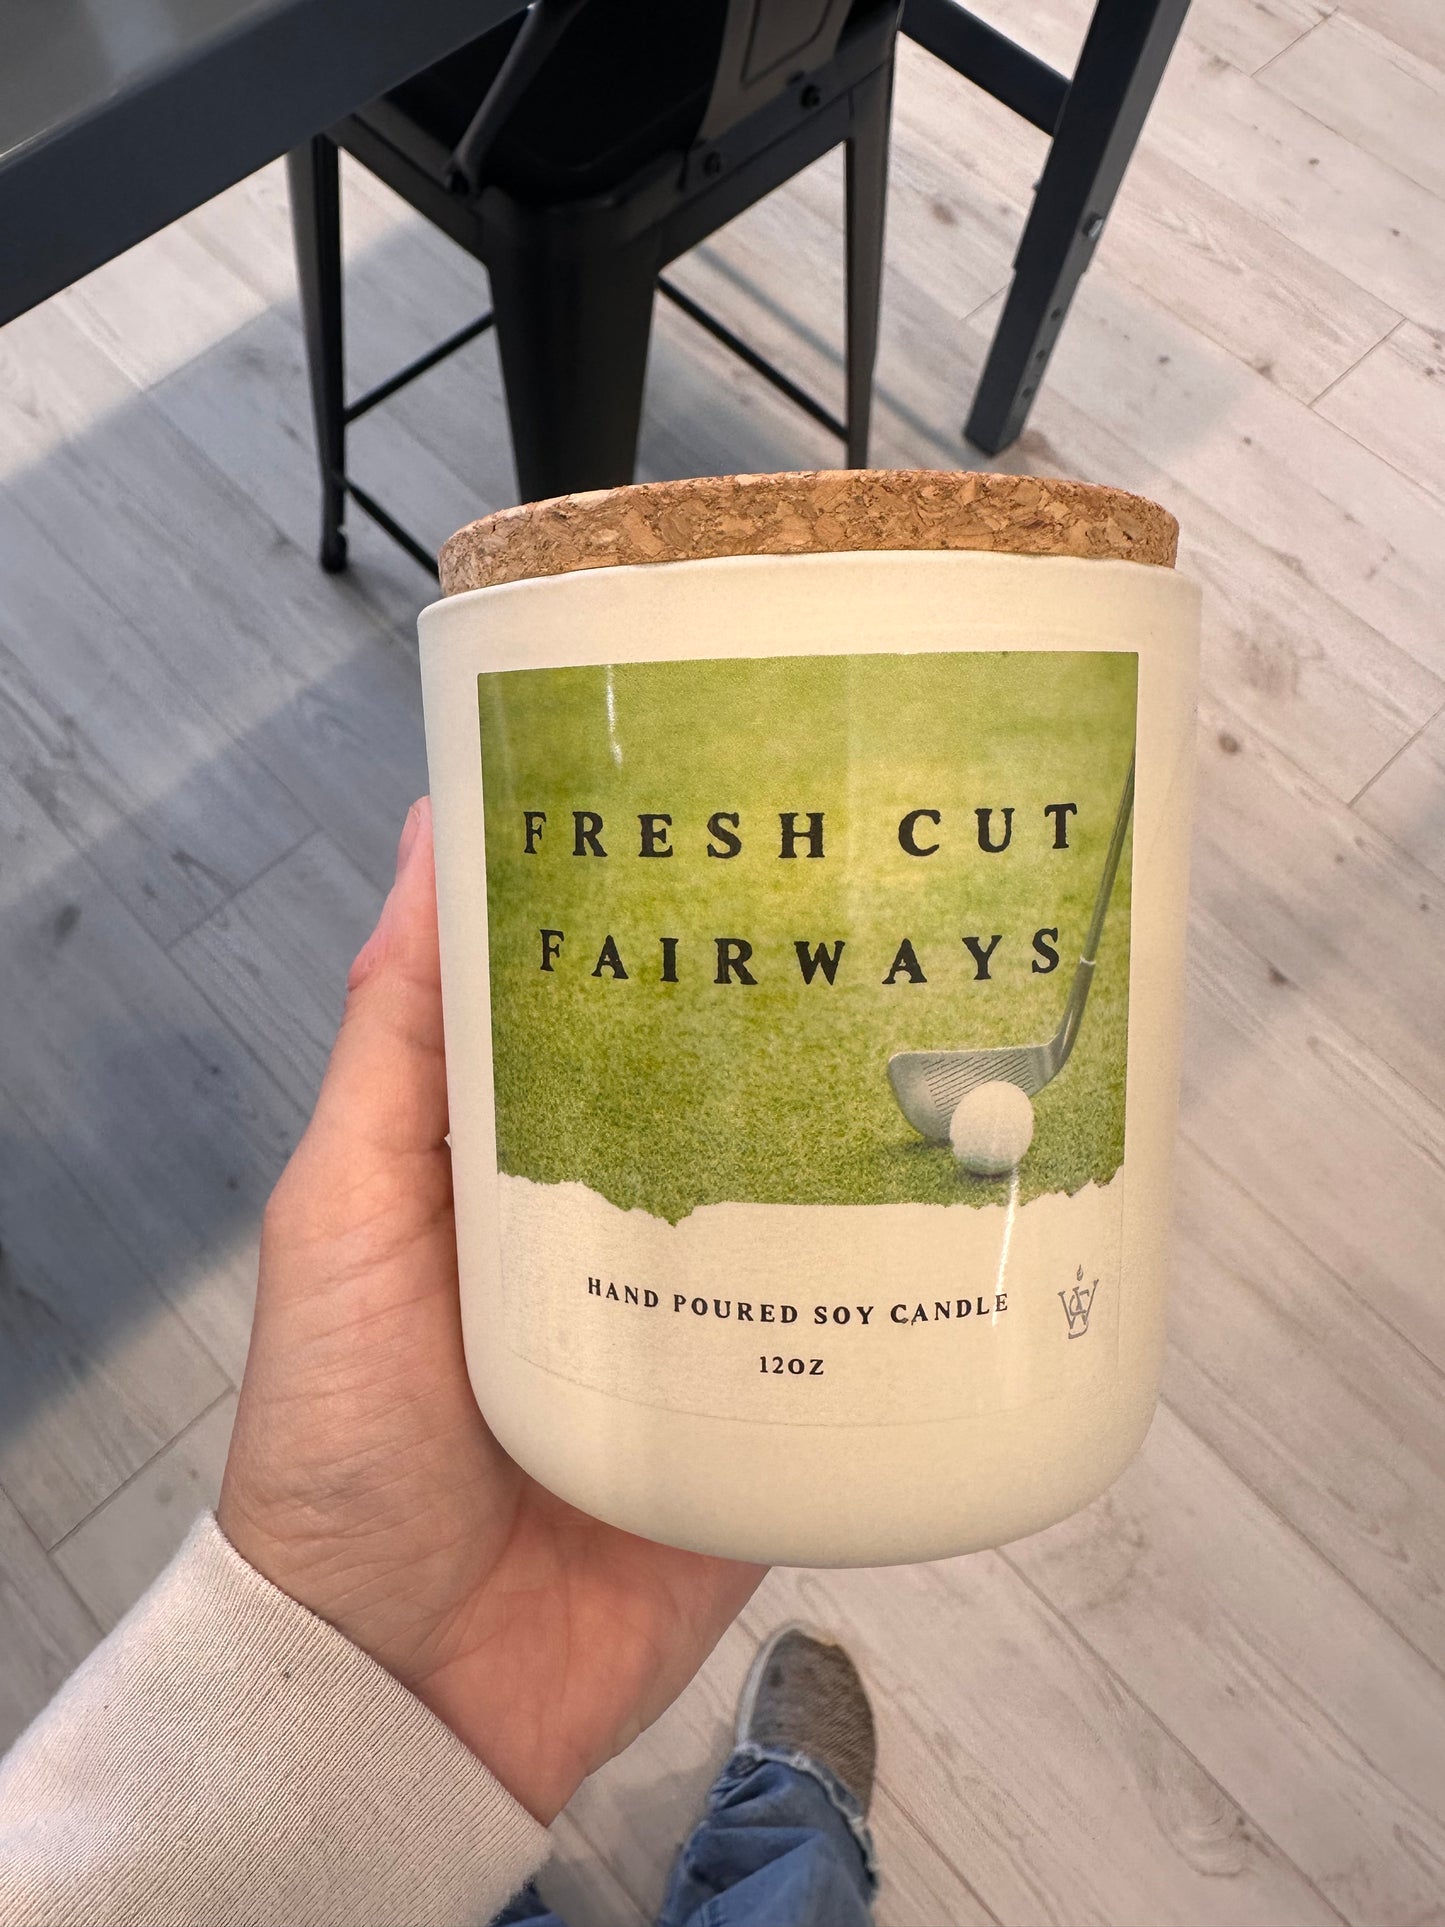 FRESH CUT
FAIRWAYS
HAND POURED SOY CANDLE
12OZ